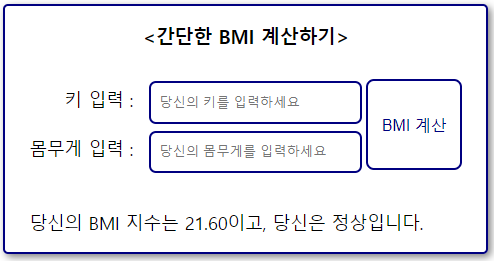 <간단한 BMI 계산하기>
키 입력 : 당신의 키를 입력하세요
BMI 계산
몸무게 입력 : 당신의 몸무게를 입력하세요
당신의 BMI 지수는 21.60이고, 당신은 정상입니다.